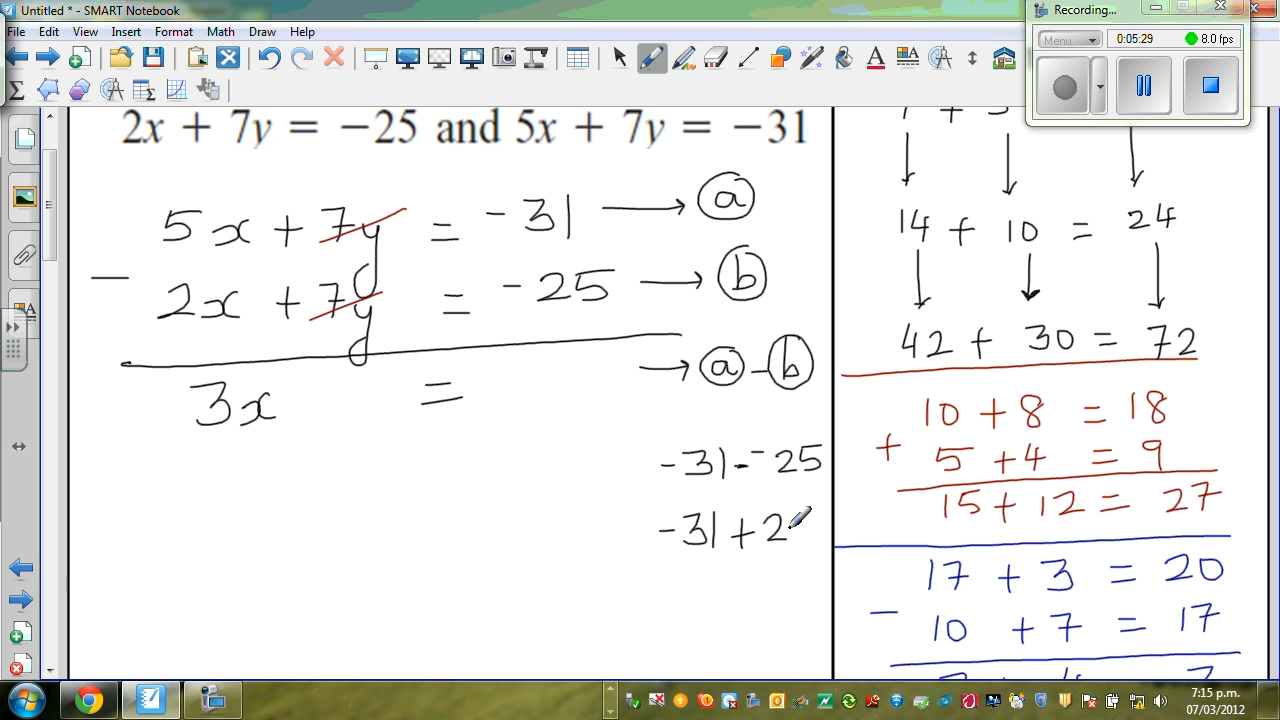 Untitled * - SMART Notebook
File Edit View Insert Format Math Draw Help
Recording...
Menu 00:05:29 8.0 fps
2x + 7y = −25 and 5x + 7y = −31
5x + 7y = -31 → a
- 2x + 7y = -25 → b
3x = → a - b
-31 - -25
-31 + 2
14 + 10 = 24
42 + 30 = 72
10 + 8 = 18
+ 5 + 4 = 9
15 + 12 = 27
17 + 3 = 20
- 10 + 7 = 17
7:15 p.m.
07/03/2012